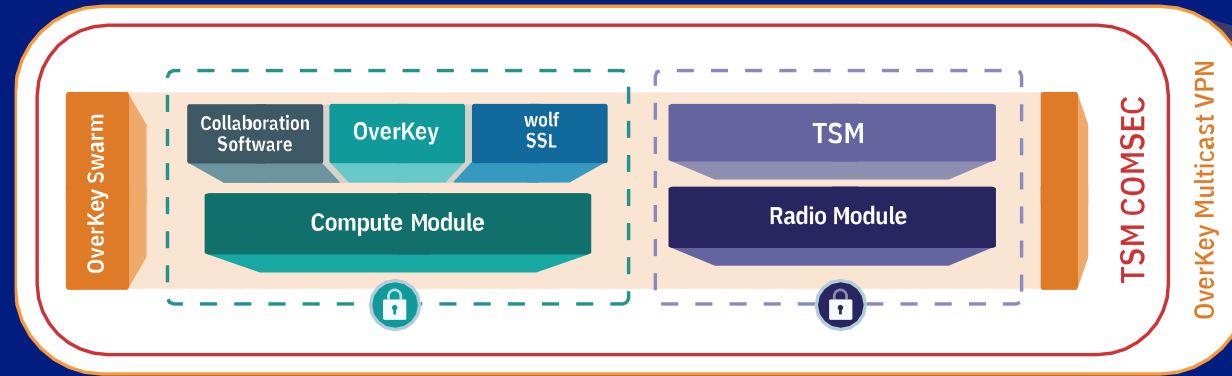 OverKey Swarm
Collaboration
Software
OverKey
wolf
SSL
Compute Module
TSM
Radio Module
TSM COMSEC
OverKey Multicast VPN